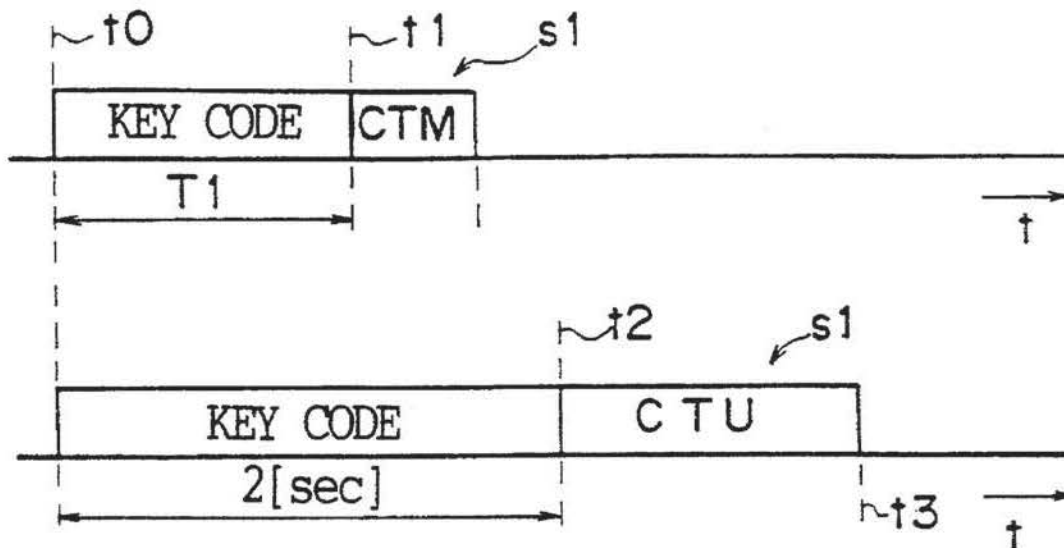 t0 t1 s1
KEY CODE CTM
T1
t
t2 s1
KEY CODE CTU
2[sec]
t3
t